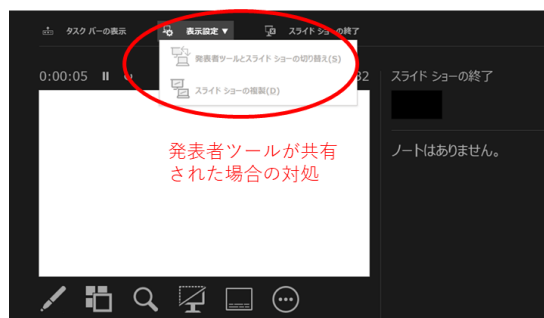 タスク バーの表示 表示設定 ▼ スライド ショーの終了
発表者ツールとスライド ショーの切り替え(S)
スライド ショーの複製(D)
0:00:05
32
スライド ショーの終了
発表者ツールが共有
された場合の対処
ノートはありません。